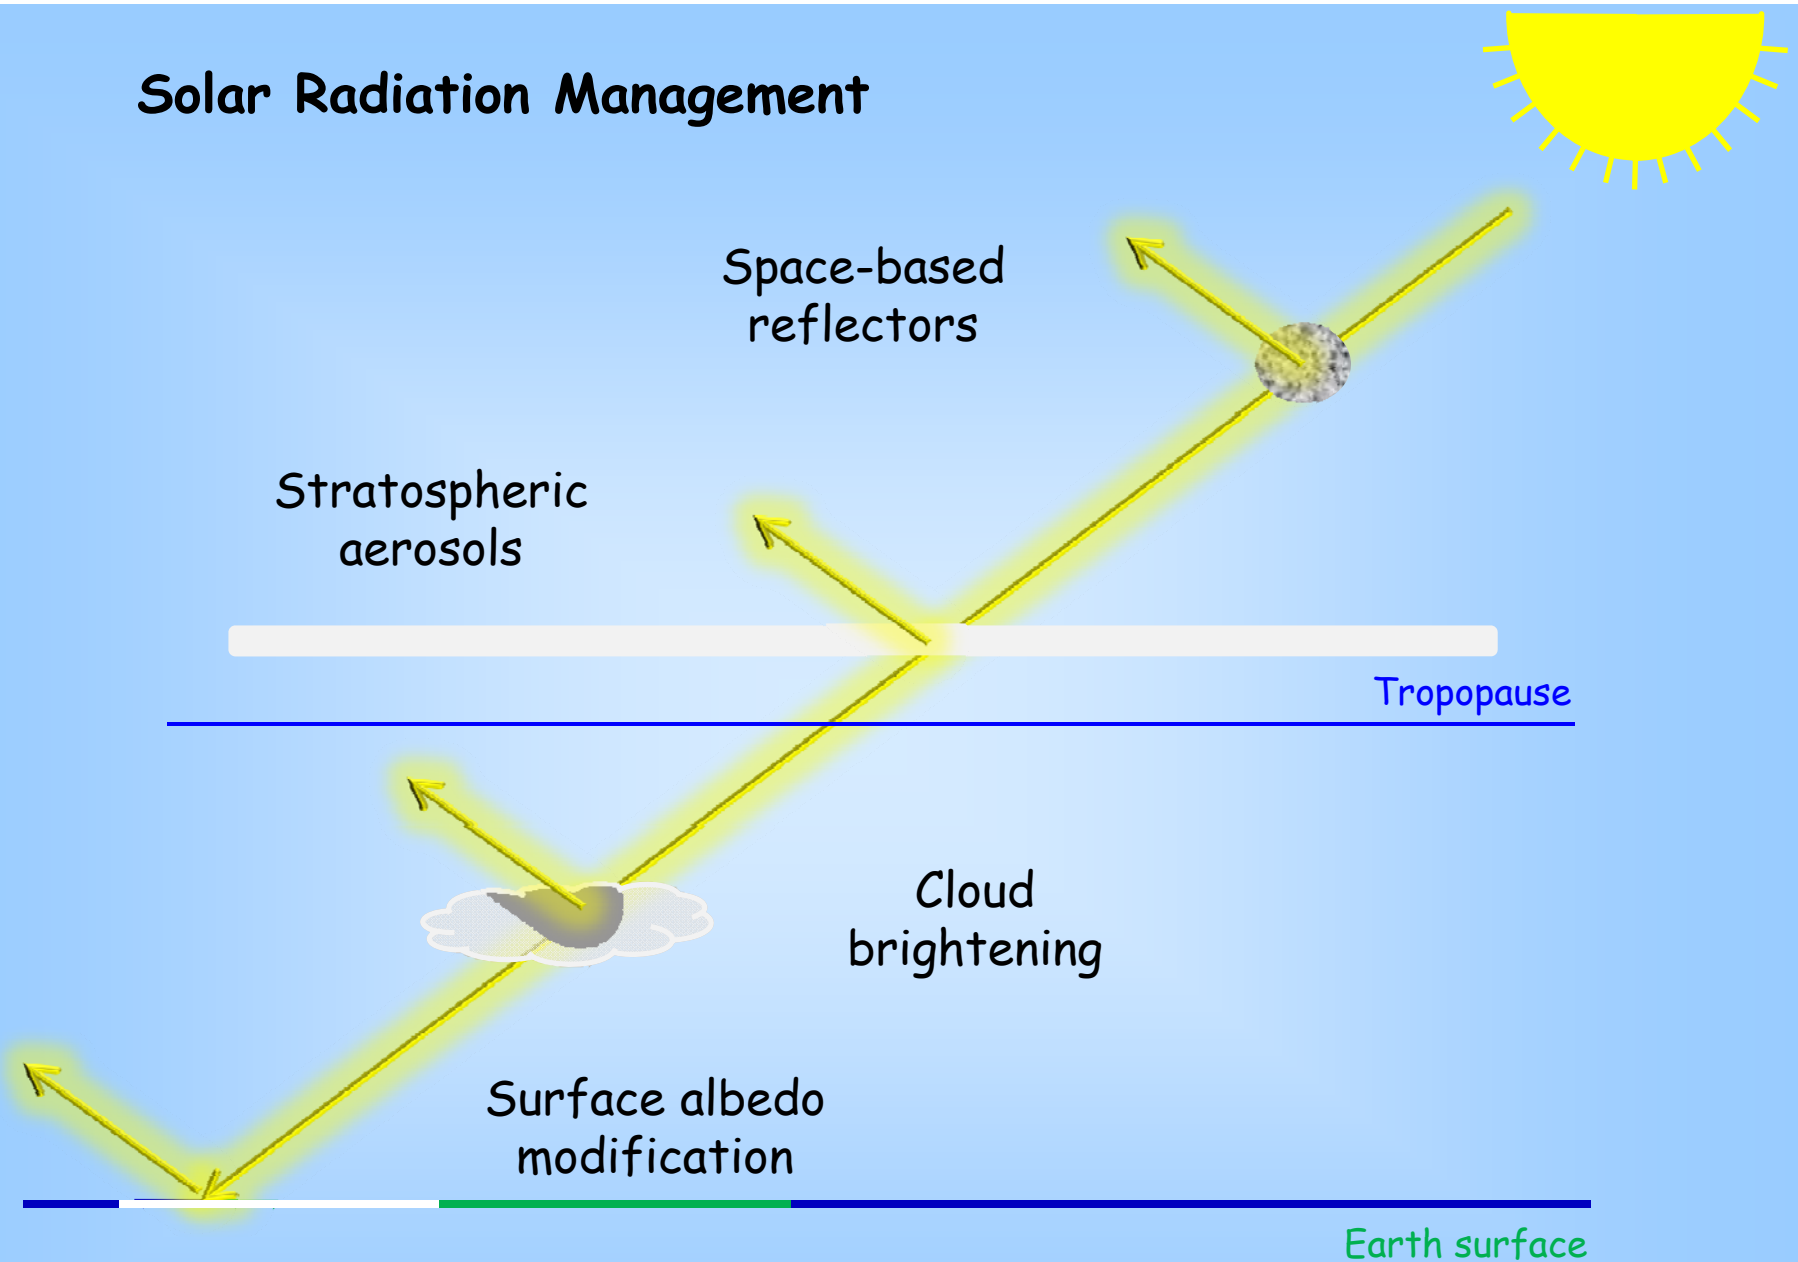 Solar Radiation Management
Space-based
reflectors
Stratospheric
aerosols
Tropopause
Cloud
brightening
Surface albedo
modification
Earth surface